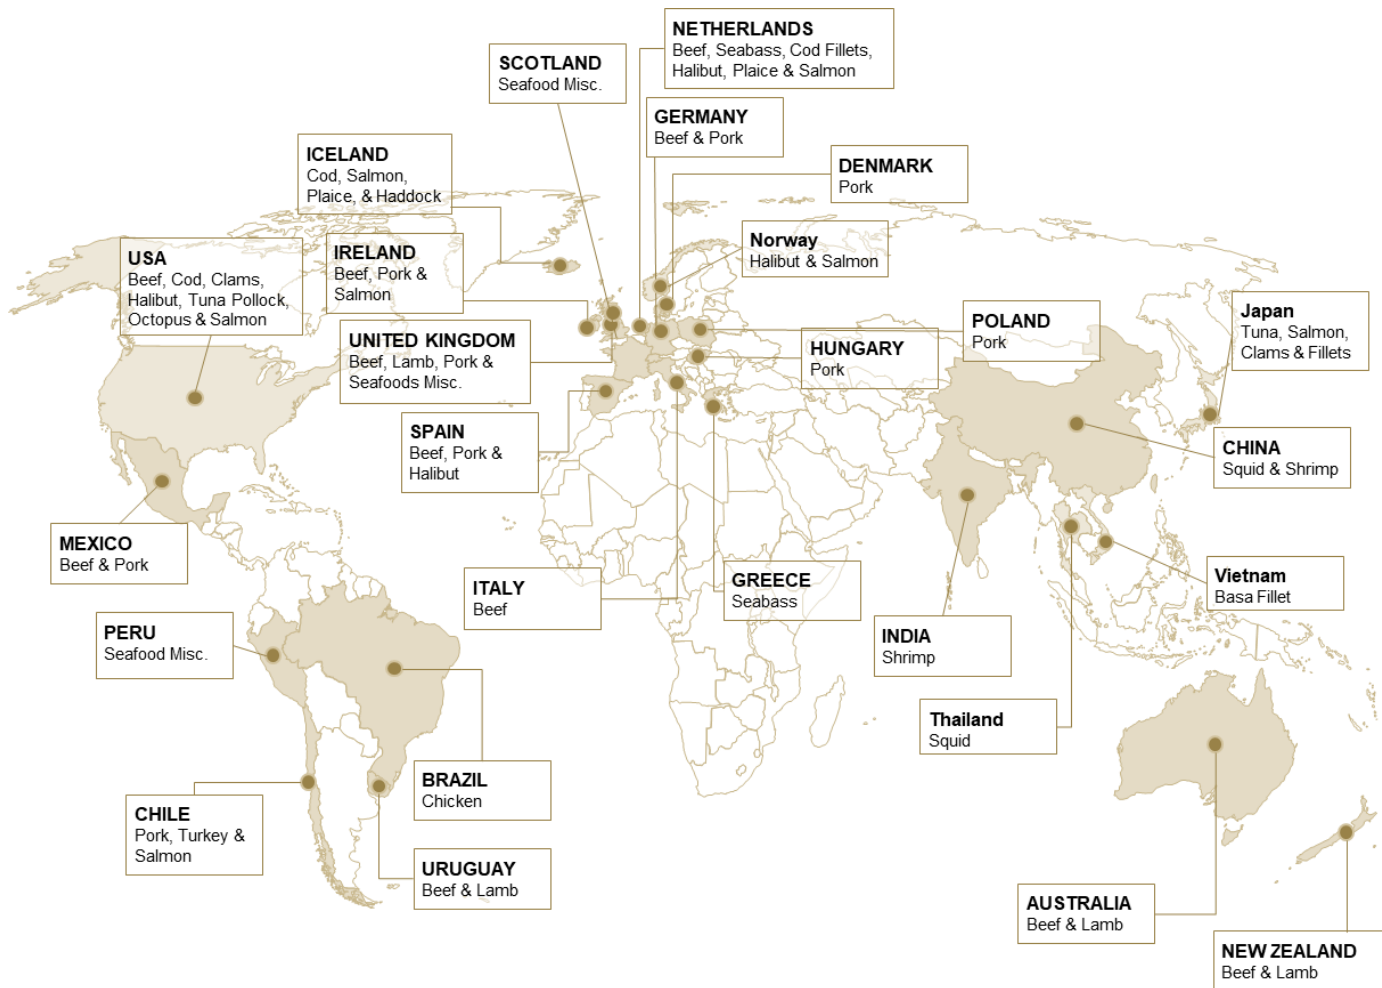 NETHERLANDS
Beef, Seabass, Cod Fillets,
Halibut, Plaice & Salmon
SCOTLAND
Seafood Misc.
GERMANY
Beef & Pork
ICELAND
Cod, Salmon,
Plaice, & Haddock
DENMARK
Pork
Norway
Halibut & Salmon
USA
Beef, Cod, Clams,
Halibut, Tuna Pollock,
Octopus & Salmon
IRELAND
Beef, Pork &
Salmon
UNITED KINGDOM
Beef, Lamb, Pork &
Seafoods Misc.
POLAND
Pork
HUNGARY
Pork
Japan
Tuna, Salmon,
Clams & Fillets
SPAIN
Beef, Pork &
Halibut
CHINA
Squid & Shrimp
MEXICO
Beef & Pork
ITALY
Beef
GREECE
Seabass
Vietnam
Basa Fillet
PERU
Seafood Misc.
INDIA
Shrimp
Thailand
Squid
BRAZIL
Chicken
CHILE
Pork, Turkey &
Salmon
URUGUAY
Beef & Lamb
AUSTRALIA
Beef & Lamb
NEW ZEALAND
Beef & Lamb